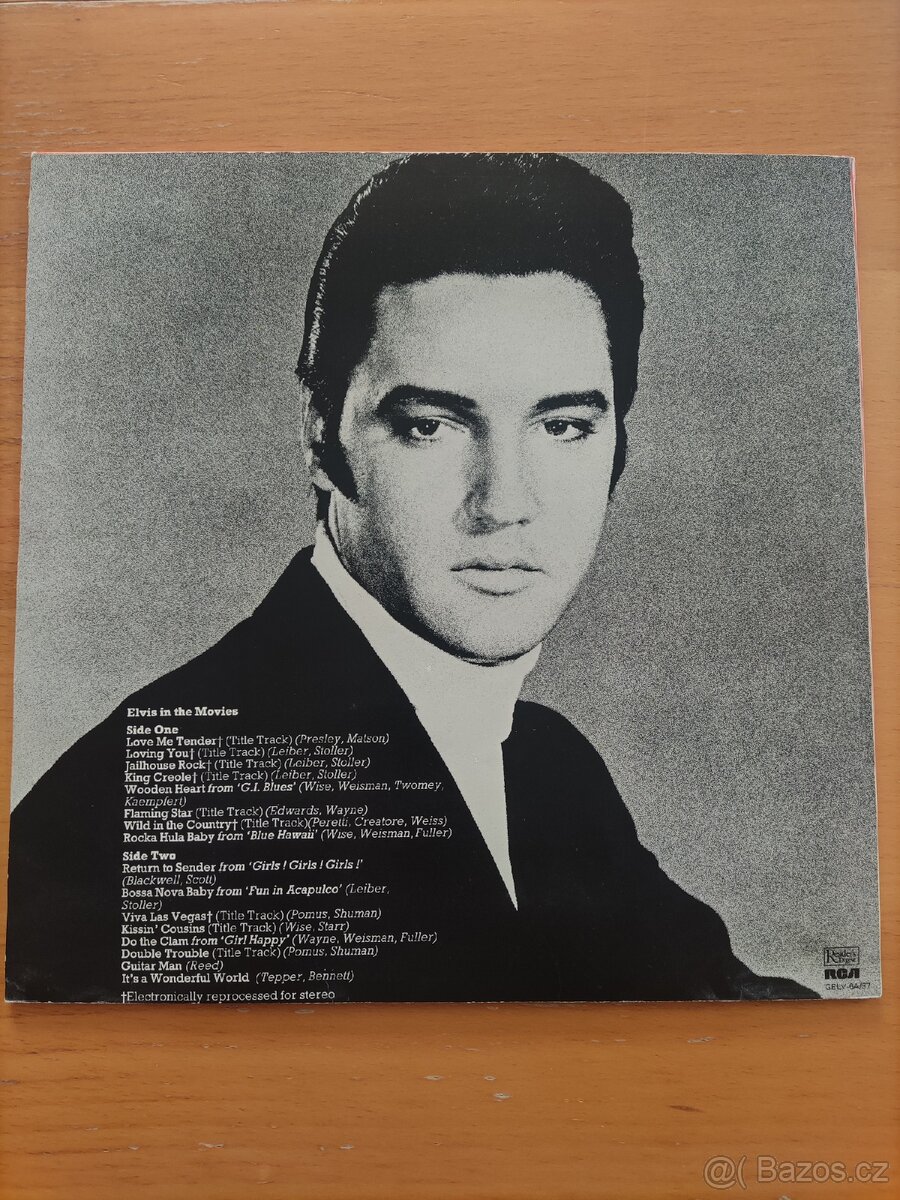 Elvis in the Movies
Side One
Love Me Tender† (Title Track) (Presley, Matson)
Loving You† (Title Track) (Leiber, Stoller)
Jailhouse Rock† (Title Track) (Leiber, Stoller)
King Creole† (Title Track) (Leiber, Stoller)
Wooden Heart from 'G.I. Blues' (Wise, Weisman, Twomey,
Kaempfert)
Flaming Star (Title Track) (Edwards, Wayne)
Wild in the Country† (Title Track)(Peretti, Creatore, Weiss)
Rocka Hula Baby from 'Blue Hawaii' (Wise, Weisman, Fuller)
Side Two
Return to Sender from 'Girls! Girls! Girls!'
(Blackwell, Scott)
Bossa Nova Baby from 'Fun in Acapulco' (Leiber,
Stoller)
Viva Las Vegas† (Title Track) (Pomus, Shuman)
Kissin' Cousins (Title Track) (Wise, Starr)
Do the Clam from 'Girl Happy' (Wayne, Weisman, Fuller)
Double Trouble (Title Track) (Pomus, Shuman)
Guitar Man (Reed)
It's a Wonderful World (Tepper, Bennett)
†Electronically reprocessed for stereo
Reader's
Digest
RCA
@( Bazos.cz